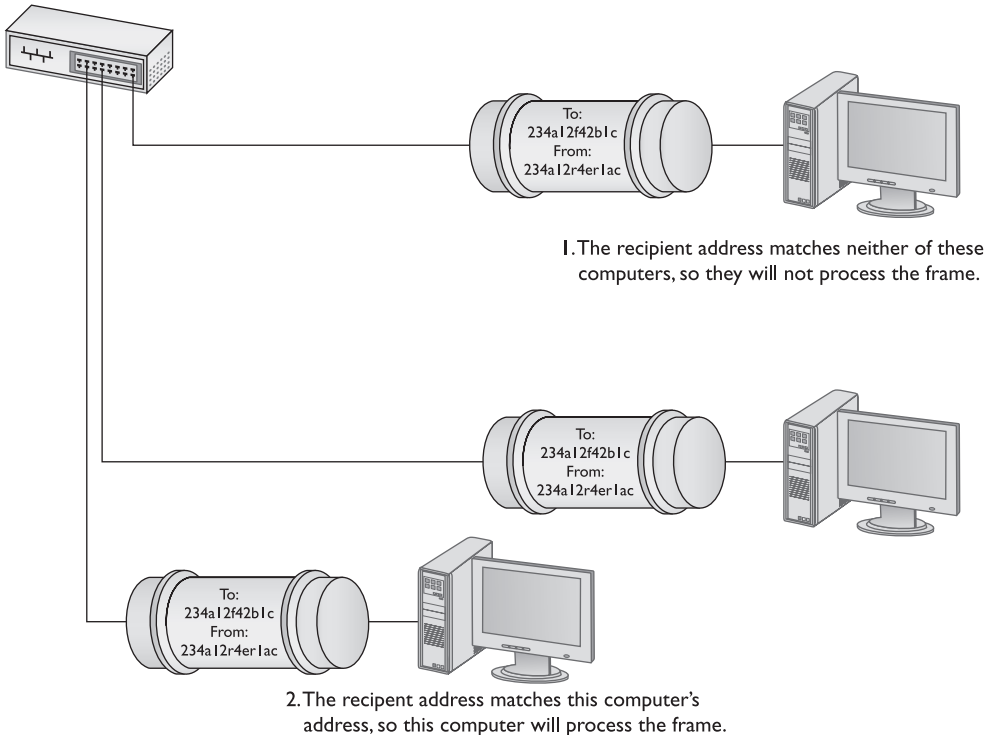 To:
234a12f42b1c
From:
234a12r4er1ac
1. The recipient address matches neither of these
computers, so they will not process the frame.
To:
234a12f42b1c
From:
234a12r4er1ac
To:
234a12f42b1c
From:
234a12r4er1ac
2. The recipent address matches this computer's
address, so this computer will process the frame.